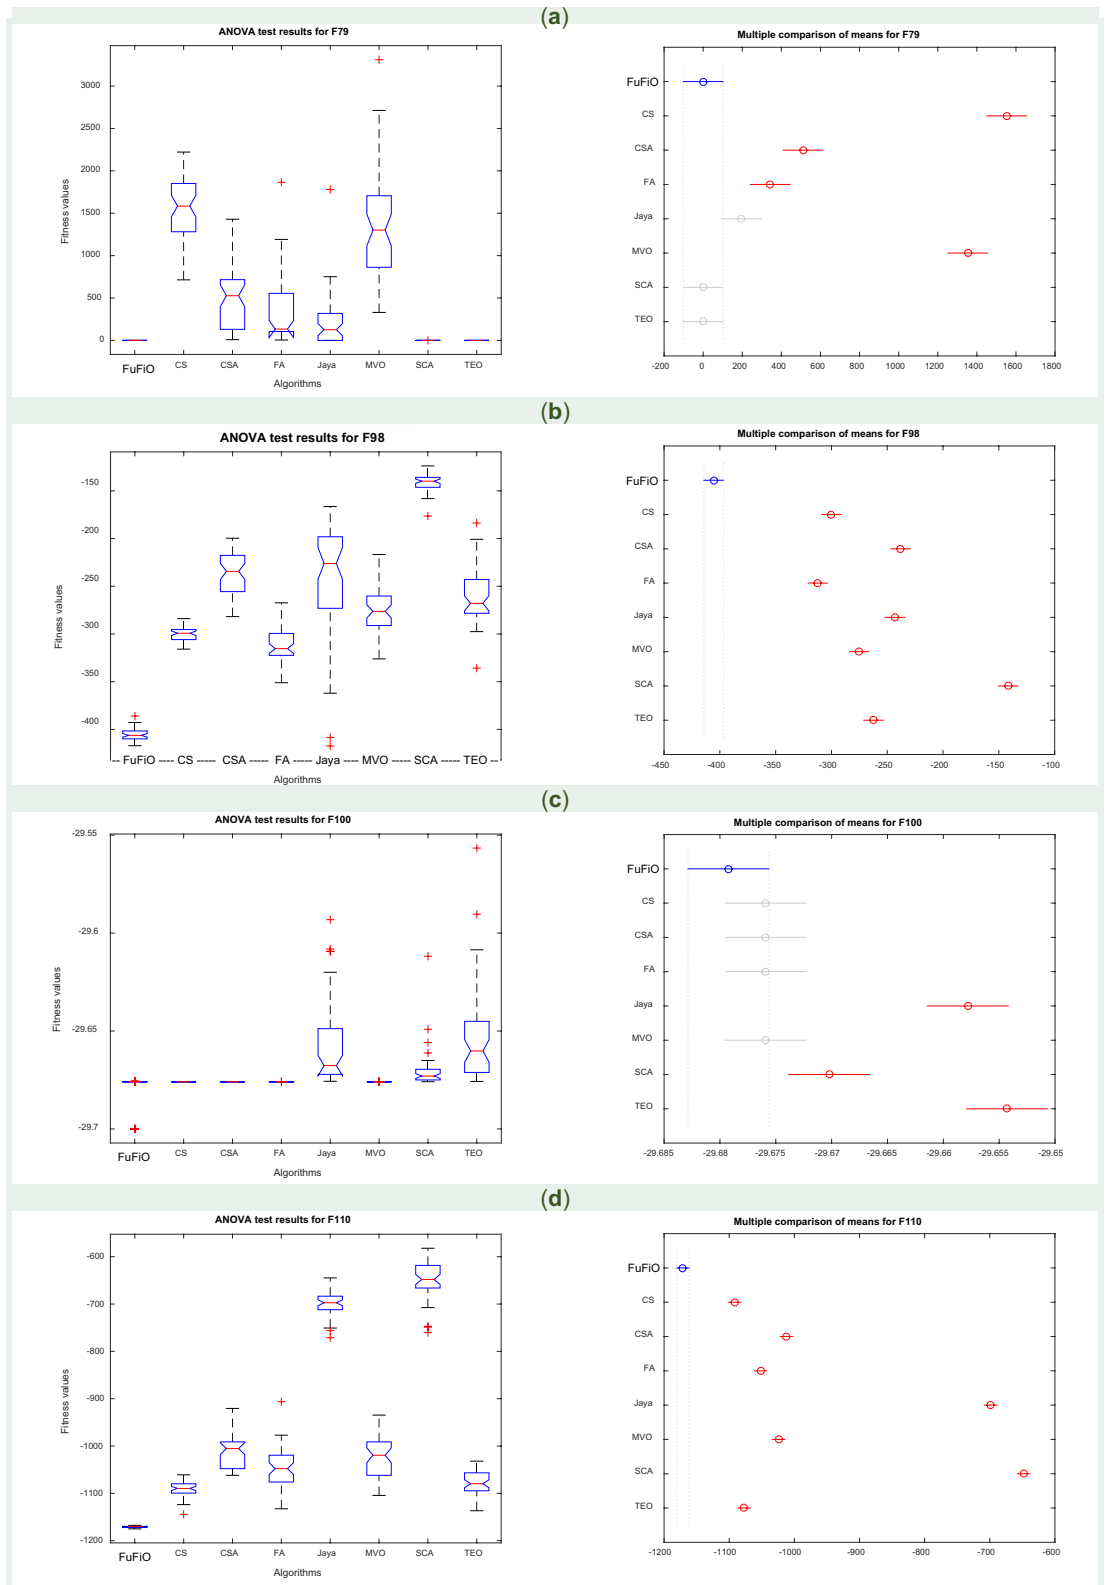 (a)
ANOVA test results for F79
Fitness values
3000
2500
2000
1500
1000
500
0
FuFiO CS CSA FA Jaya MVO SCA TEO
Algorithms
Multiple comparison of means for F79
FuFiO
CS
CSA
FA
Jaya
MVO
SCA
TEO
-200 0 200 400 600 800 1000 1200 1400 1600 1800
(b)
ANOVA test results for F98
Fitness values
-150
-200
-250
-300
-350
-400
-- FuFiO ---- CS ----- CSA ---- FA ----- Jaya ---- MVO ---- SCA ---- TEO --
Algorithms
Multiple comparison of means for F98
FuFiO
CS
CSA
FA
Jaya
MVO
SCA
TEO
-450 -400 -350 -300 -250 -200 -150 -100
(c)
ANOVA test results for F100
Fitness values
-29.55
-29.6
-29.65
-29.7
FuFiO CS CSA FA Jaya MVO SCA TEO
Algorithms
Multiple comparison of means for F100
FuFiO
CS
CSA
FA
Jaya
MVO
SCA
TEO
-29.685 -29.68 -29.675 -29.67 -29.665 -29.66 -29.655 -29.65
(d)
ANOVA test results for F110
Fitness values
-600
-700
-800
-900
-1000
-1100
-1200
FuFiO CS CSA FA Jaya MVO SCA TEO
Algorithms
Multiple comparison of means for F110
FuFiO
CS
CSA
FA
Jaya
MVO
SCA
TEO
-1200 -1100 -1000 -900 -800 -700 -600